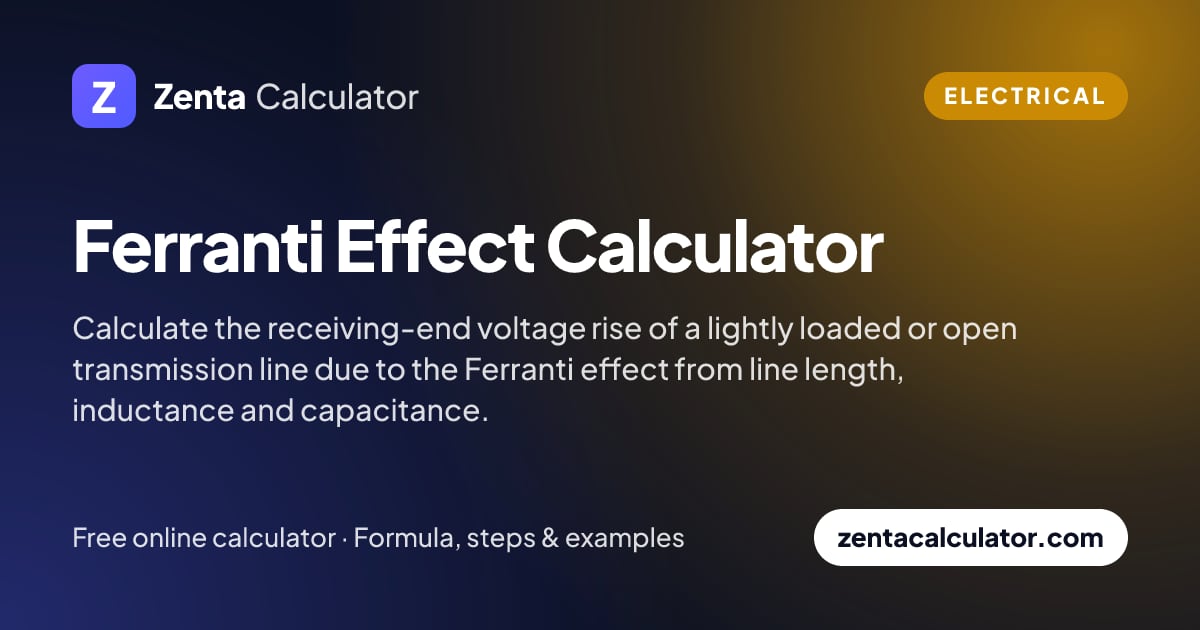 Z Zenta Calculator
ELECTRICAL
Ferranti Effect Calculator
Calculate the receiving-end voltage rise of a lightly loaded or open
transmission line due to the Ferranti effect from line length,
inductance and capacitance.
Free online calculator · Formula, steps & examples
zentacalculator.com